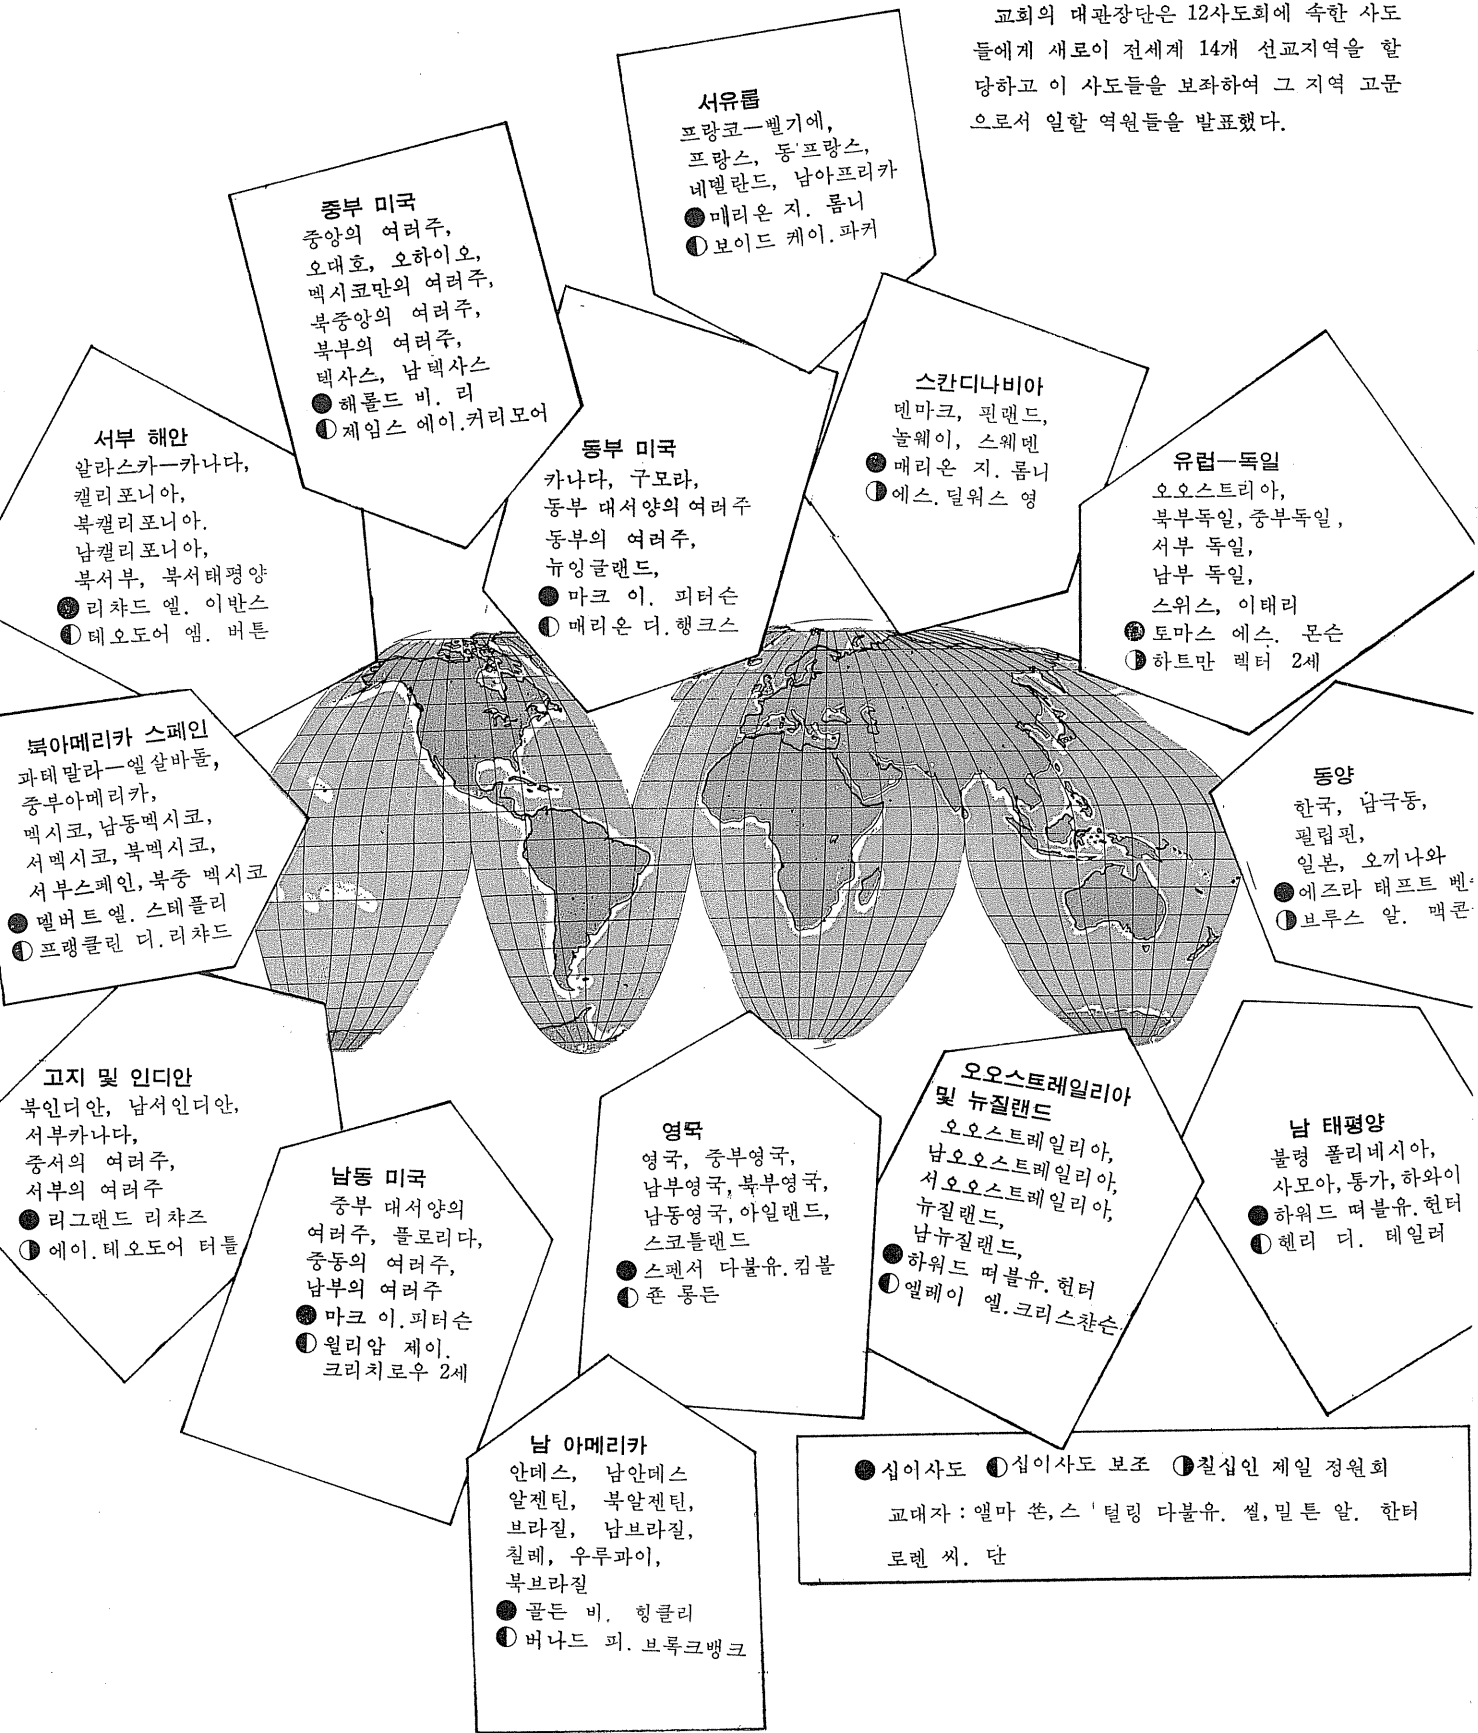 교회의 대관장단은 12사도회에 속한 사도
들에게 새로이 전세계 14개 선교지역을 할
당하고 이 사도들을 보좌하여 그 지역 고문
으로서 일할 역원들을 발표했다.
서유롭
프랑코—벨기에,
프랑스, 동프랑스,
네델란드, 남아프리카
●매리온 지. 롬니
◐보이드 케이.파커
중부 미국
중앙의 여러주,
오대호, 오하이오,
멕시코만의 여러주,
북중앙의 여러주,
북부의 여러주,
텍사스, 남텍사스
●해롤드 비. 리
◐제임스 에이.커리모어
스칸디나비아
덴마크, 핀랜드,
놀웨이, 스웨덴
●매리온 지. 롬니
◑에스.딜워스 영
서부 해안
알라스카—카나다,
캘리포니아,
북캘리포니아.
남캘리포니아,
북서부, 북서태평양
●리챠드 엘. 이반스
◐테오도어 엠. 버튼
동부 미국
카나다, 구모라,
동부 대서양의 여러주
동부의 여러주,
뉴잉글랜드,
●마크 이. 피터슨
◐매리온 디.행크스
유럽—독일
오오스트리아,
북부독일, 중부독일,
서부 독일,
남부 독일,
스위스, 이태리
●토마스 에스. 몬슨
◑하트만 렉터 2세
북아메리카 스페인
과테말라—엘살바돌,
중부아메리카,
멕시코, 남동멕시코,
서멕시코, 북멕시코,
서부스페인, 북중 멕시코
●델버트 엘. 스테플리
◐프랭클린 디.리챠드
동양
한국, 남극동,
필립핀,
일본, 오끼나와
●에즈라 태프트
◑브루스 알. 맥콘
고지 및 인디안
북인디안, 남서인디안,
서부카나다,
중서의 여러주,
서부의 여러주
●리그랜드 리챠즈
◑에이.테오도어 터틀
남동 미국
중부 대서양의
여러주, 플로리다,
중동의 여러주,
남부의 여러주
●마크 이.피터슨
◐윌리암 제이.
크리치로우 2세
영국
영국, 중부영국,
남부영국, 북부영국,
남동영국, 아일랜드,
스코틀랜드
●스펜서 다불유.킴볼
◐죤 롱든
오오스트레일리아
및 뉴질랜드
오오스트레일리아,
남오오스트레일리아,
서오오스트레일리아,
뉴질랜드,
남뉴질랜드,
●하워드 떠블유.헌터
◐엘레이 엘.크리스챤슨
남 태평양
불령 폴리네시아,
사모아, 통가, 하와이
●하워드 떠블유.헌터
◐헨리 디. 테일러
남 아메리카
안데스, 남안데스
알젠틴, 북알젠틴,
브라질, 남브라질,
칠레, 우루과이,
북브라질
●골든 비. 힝클리
◐버나드 피. 브록크뱅크
●십이사도 ◐십이사도 보조 ◑칠십인 제일 정원회
교대자 : 앨마 쏜, 스털링 다불유. 씰, 밀튼 알. 한터
로렌 씨. 단